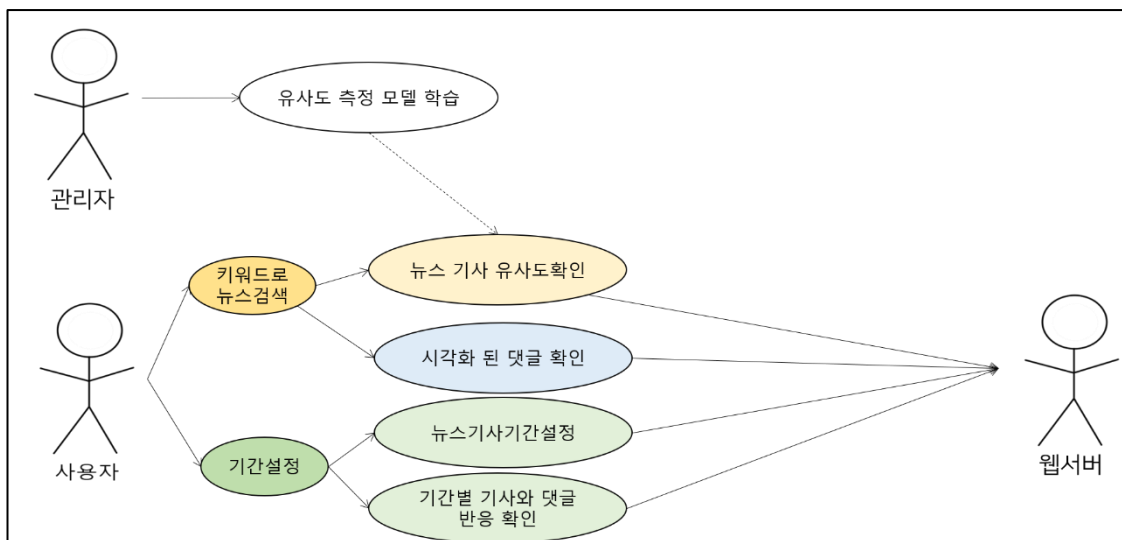 유사도 측정 모델 학습
관리자
키워드로
뉴스검색
뉴스 기사 유사도확인
시각화 된 댓글 확인
사용자
기간설정
뉴스기사기간설정
기간별 기사와 댓글
반응 확인
웹서버